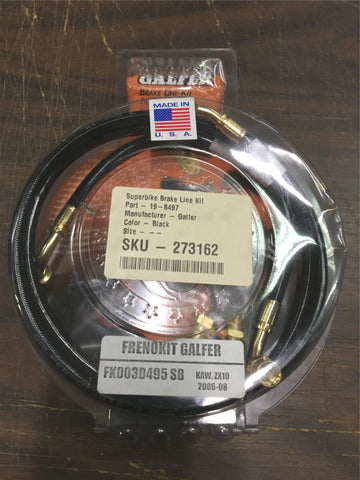 GALFER
BRAKE LINE KIT
MADE IN
U.S.A.
Superbike Brake Line Kit
Part - 19-8497
Manufacturer - Galfer
Color - Black
Size - - -
SKU - 273162
FRENOKIT GALFER
FK003D495 SB
KAW. ZX10
2006-08